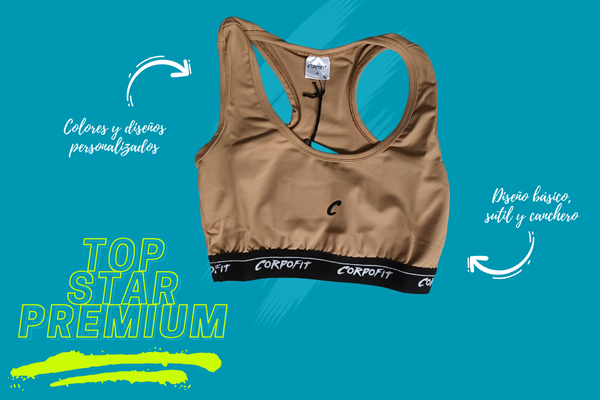 Corpofit
Colores y diseños
personalizados
C
Diseño básico,
sutil y canchero
CORPOFIT
CORPOFIT
TOP
STAR
PREMIUM